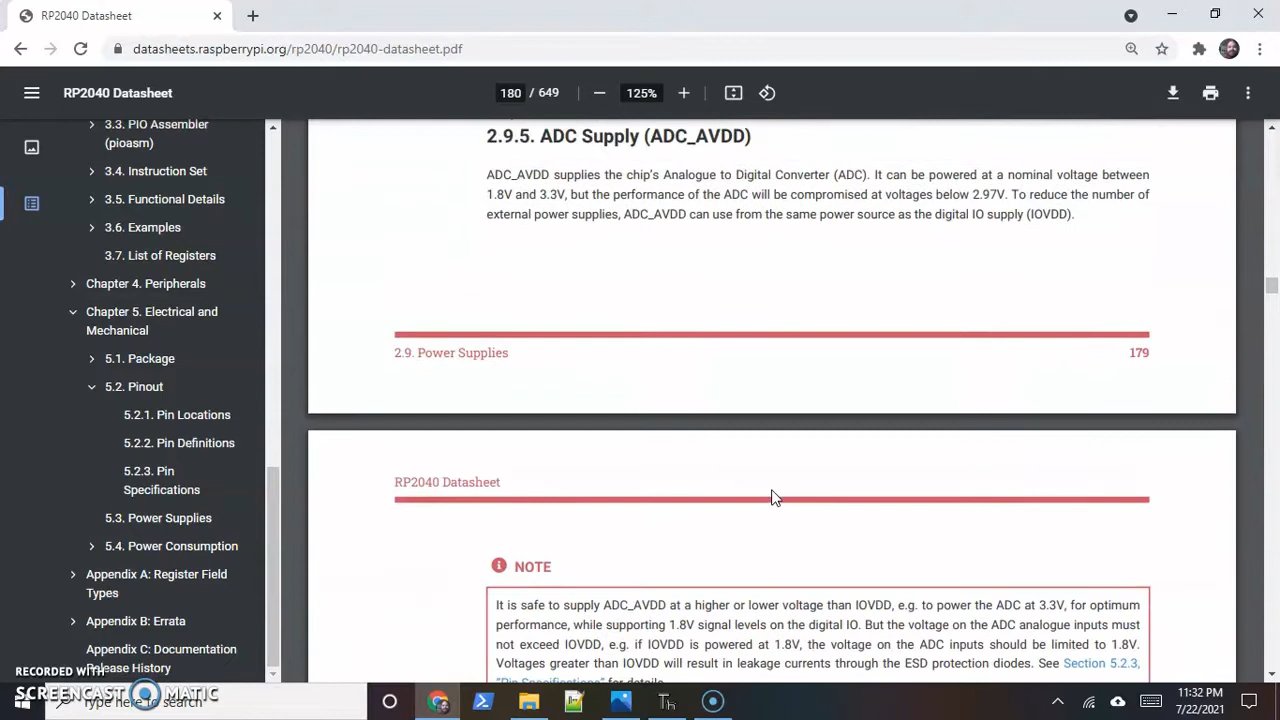 RP2040 Datasheet
datasheets.raspberrypi.org/rp2040/rp2040-datasheet.pdf
RP2040 Datasheet
180 / 649
125%
3.3. PIO Assembler
(pioasm)
3.4. Instruction Set
3.5. Functional Details
3.6. Examples
3.7. List of Registers
Chapter 4. Peripherals
Chapter 5. Electrical and
Mechanical
5.1. Package
5.2. Pinout
5.2.1. Pin Locations
5.2.2. Pin Definitions
5.2.3. Pin
Specifications
5.3. Power Supplies
5.4. Power Consumption
Appendix A: Register Field
Types
Appendix B: Errata
Appendix C: Documentation
Release History
2.9.5. ADC Supply (ADC_AVDD)
ADC_AVDD supplies the chip's Analogue to Digital Converter (ADC). It can be powered at a nominal voltage between
1.8V and 3.3V, but the performance of the ADC will be compromised at voltages below 2.97V. To reduce the number of
external power supplies, ADC_AVDD can use from the same power source as the digital IO supply (IOVDD).
2.9. Power Supplies
179
RP2040 Datasheet
NOTE
It is safe to supply ADC_AVDD at a higher or lower voltage than IOVDD, e.g. to power the ADC at 3.3V, for optimum
performance, while supporting 1.8V signal levels on the digital IO. But the voltage on the ADC analogue inputs must
not exceed IOVDD, e.g. if IOVDD is powered at 1.8V, the voltage on the ADC inputs should be limited to 1.8V.
Voltages greater than IOVDD will result in leakage currents through the ESD protection diodes. See Section 5.2.3,
"Pin Specifications" for details.
RECORDED WITH
SCREENCAST MATIC
Type here to search
11:32 PM
7/22/2021